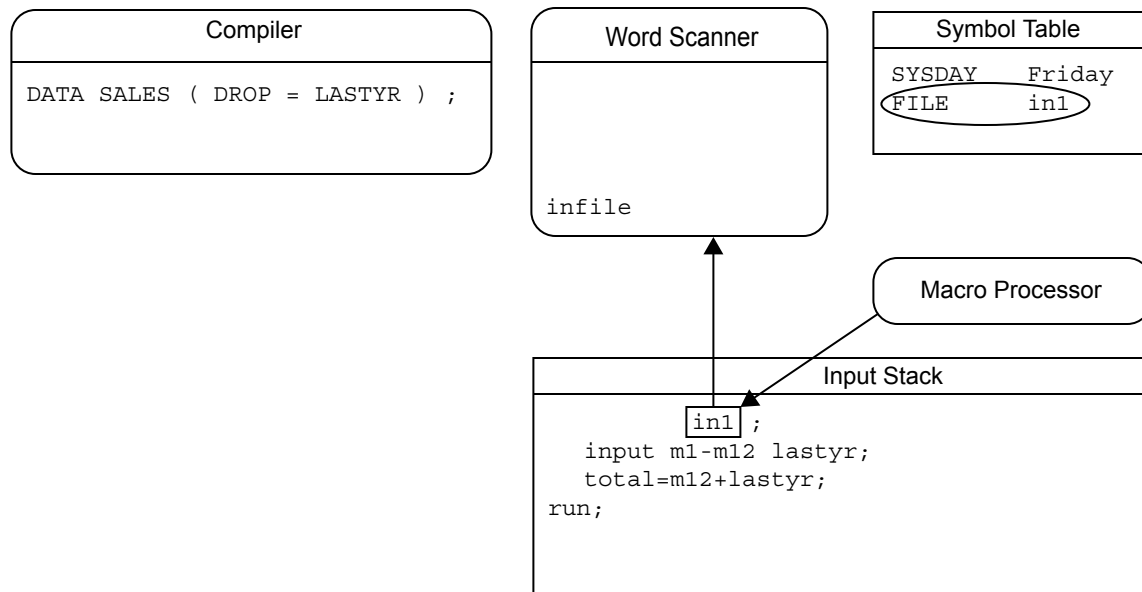 Compiler
DATA SALES ( DROP = LASTYR ) ;
Word Scanner
infile
Symbol Table
SYSDAY Friday
FILE in1
Macro Processor
Input Stack
in1 ;
input m1-m12 lastyr;
total=m12+lastyr;
run;